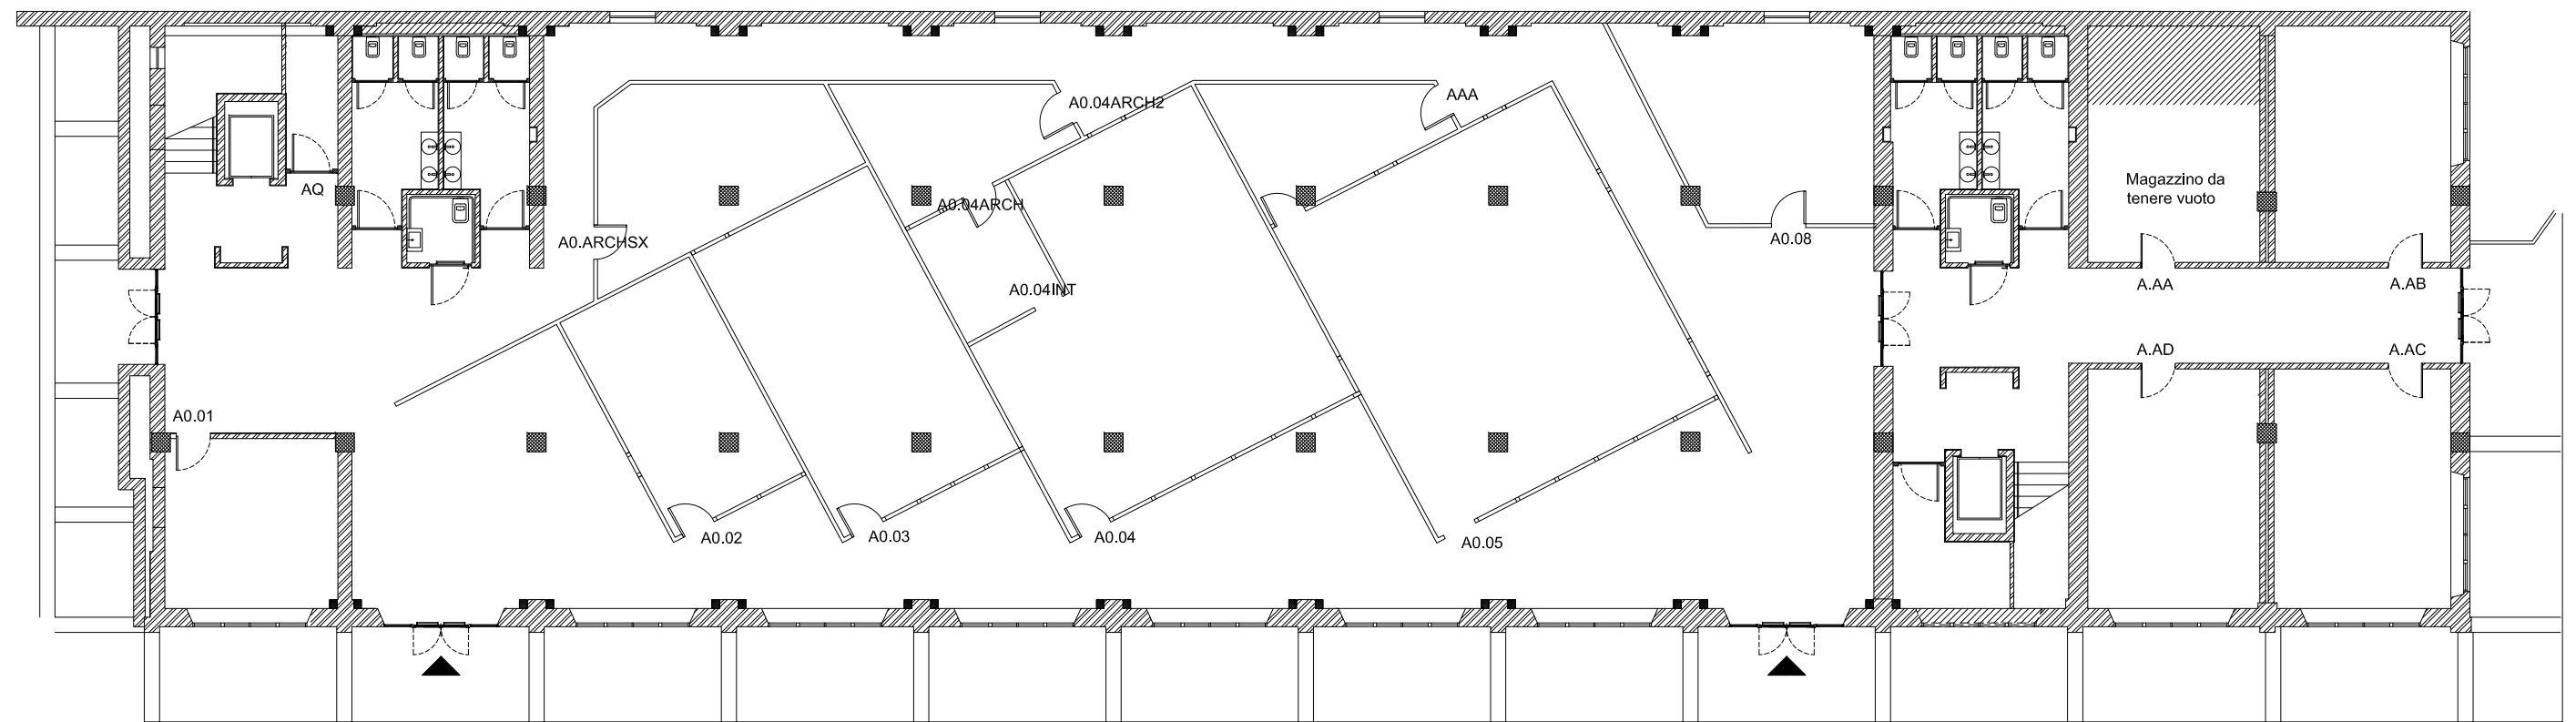 AAA
A0.04ARCH2
Magazzino da
tenere vuoto
AQ
A0.04ARCH
A0.ARCHSX
A0.08
A.AA
A.AB
A0.04INT
A.AD
A.AC
A0.01
A0.02
A0.03
A0.04
A0.05